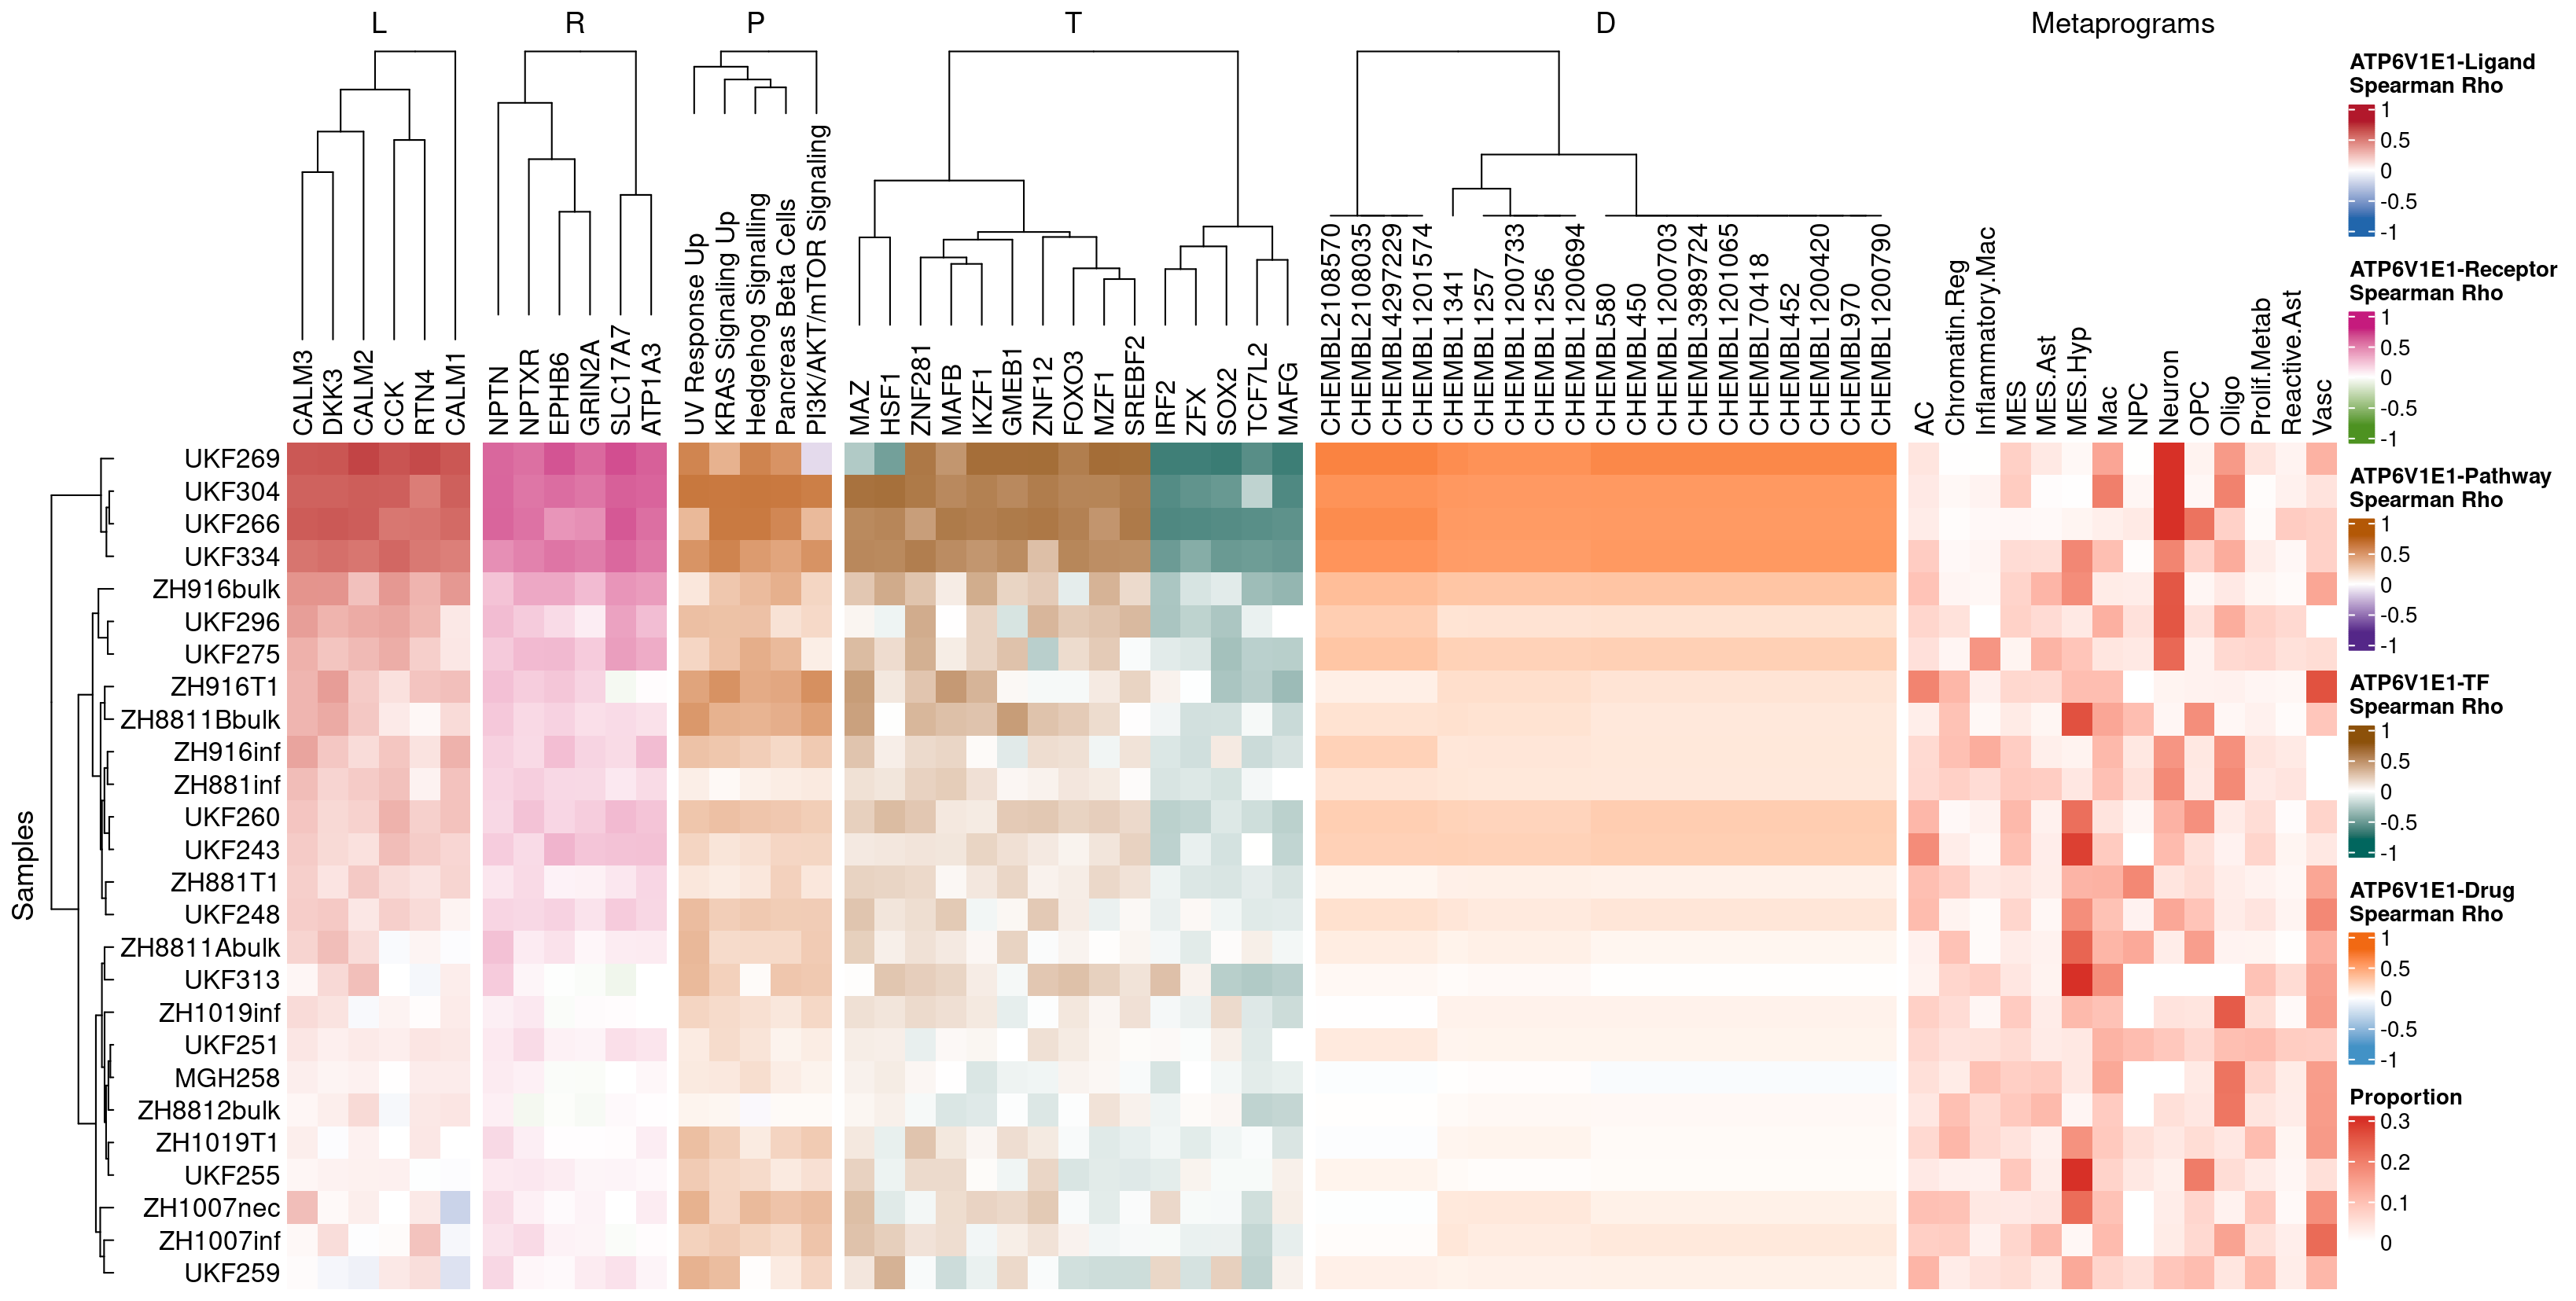 L
R
P
T
D
Metaprograms
CALM3
DKK3
CALM2
CCK
RTN4
CALM1
NPTN
NPTXR
EPHB6
GRIN2A
SLC17A7
ATP1A3
UV Response Up
KRAS Signaling Up
Hedgehog Signalling
Pancreas Beta Cells
PI3K/AKT/mTOR Signaling
MAZ
HSF1
ZNF281
MAFB
IKZF1
GMEB1
ZNF12
FOXO3
MZF1
SREBF2
IRF2
ZFX
SOX2
TCF7L2
MAFG
CHEMBL2108570
CHEMBL2108035
CHEMBL4297229
CHEMBL1201574
CHEMBL1341
CHEMBL1257
CHEMBL1200733
CHEMBL1256
CHEMBL1200694
CHEMBL580
CHEMBL450
CHEMBL1200703
CHEMBL3989724
CHEMBL1201065
CHEMBL70418
CHEMBL452
CHEMBL1200420
CHEMBL970
CHEMBL1200790
AC
Chromatin.Reg
Inflammatory.Mac
MES
MES.Ast
MES.Hyp
Mac
NPC
Neuron
OPC
Oligo
Prolif.Metab
Reactive.Ast
Vasc
Samples
UKF269
UKF304
UKF266
UKF334
ZH916bulk
UKF296
UKF275
ZH916T1
ZH8811Bbulk
ZH916inf
ZH881inf
UKF260
UKF243
ZH881T1
UKF248
ZH8811Abulk
UKF313
ZH1019inf
UKF251
MGH258
ZH8812bulk
ZH1019T1
UKF255
ZH1007nec
ZH1007inf
UKF259
ATP6V1E1-Ligand
Spearman Rho
1
0.5
0
-0.5
-1
ATP6V1E1-Receptor
Spearman Rho
1
0.5
0
-0.5
-1
ATP6V1E1-Pathway
Spearman Rho
1
0.5
0
-0.5
-1
ATP6V1E1-TF
Spearman Rho
1
0.5
0
-0.5
-1
ATP6V1E1-Drug
Spearman Rho
1
0.5
0
-0.5
-1
Proportion
0.3
0.2
0.1
0